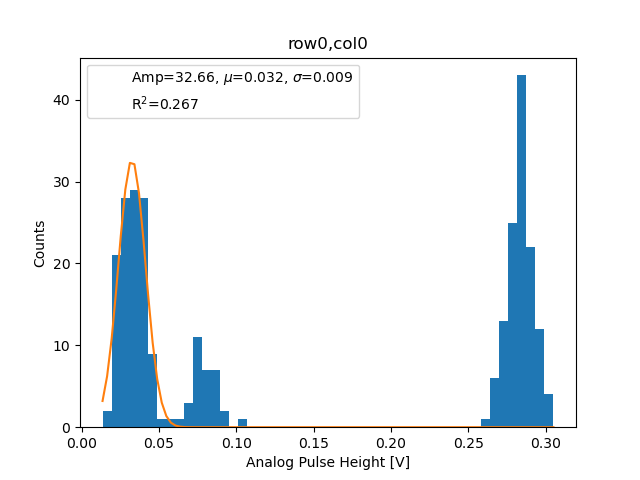 row0,col0
Amp=32.66, μ=0.032, σ=0.009
R²=0.267
Counts
40
30
20
10
0
0.00 0.05 0.10 0.15 0.20 0.25 0.30
Analog Pulse Height [V]